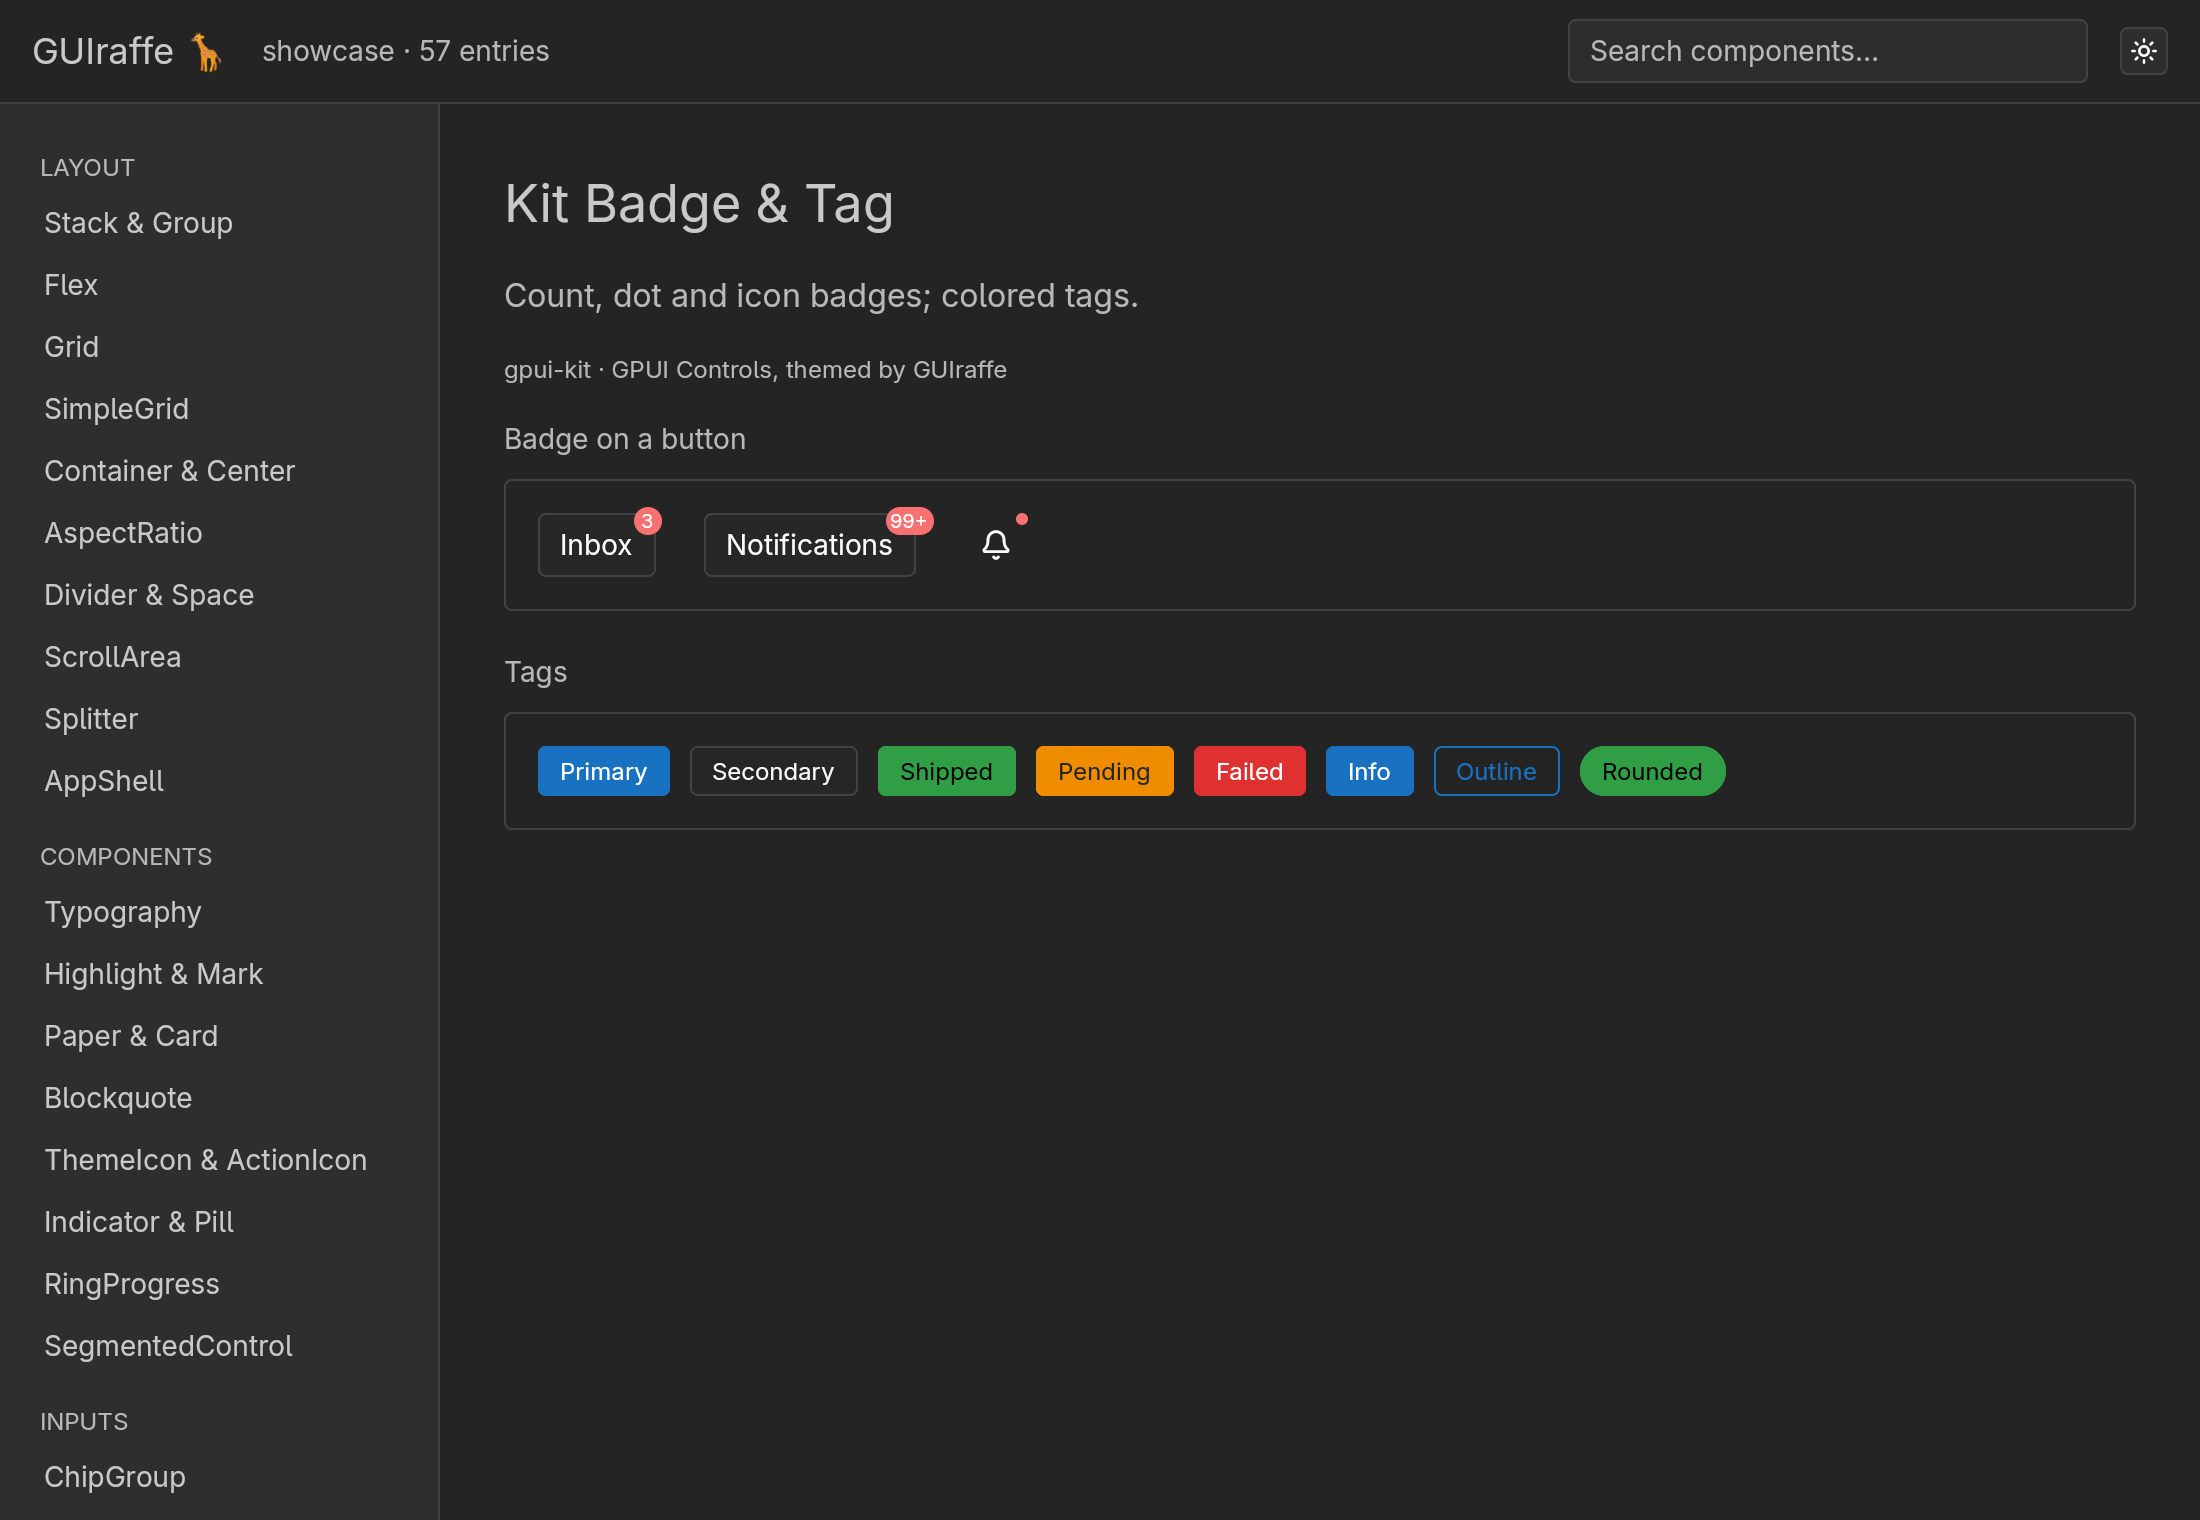 GUIraffe 🦒 showcase · 57 entries
Search components...
LAYOUT
Stack & Group
Flex
Grid
SimpleGrid
Container & Center
AspectRatio
Divider & Space
ScrollArea
Splitter
AppShell
COMPONENTS
Typography
Highlight & Mark
Paper & Card
Blockquote
ThemeIcon & ActionIcon
Indicator & Pill
RingProgress
SegmentedControl
INPUTS
ChipGroup
Kit Badge & Tag
Count, dot and icon badges; colored tags.
gpui-kit · GPUI Controls, themed by GUIraffe
Badge on a button
Inbox 3 Notifications 99+
Tags
Primary Secondary Shipped Pending Failed Info Outline Rounded